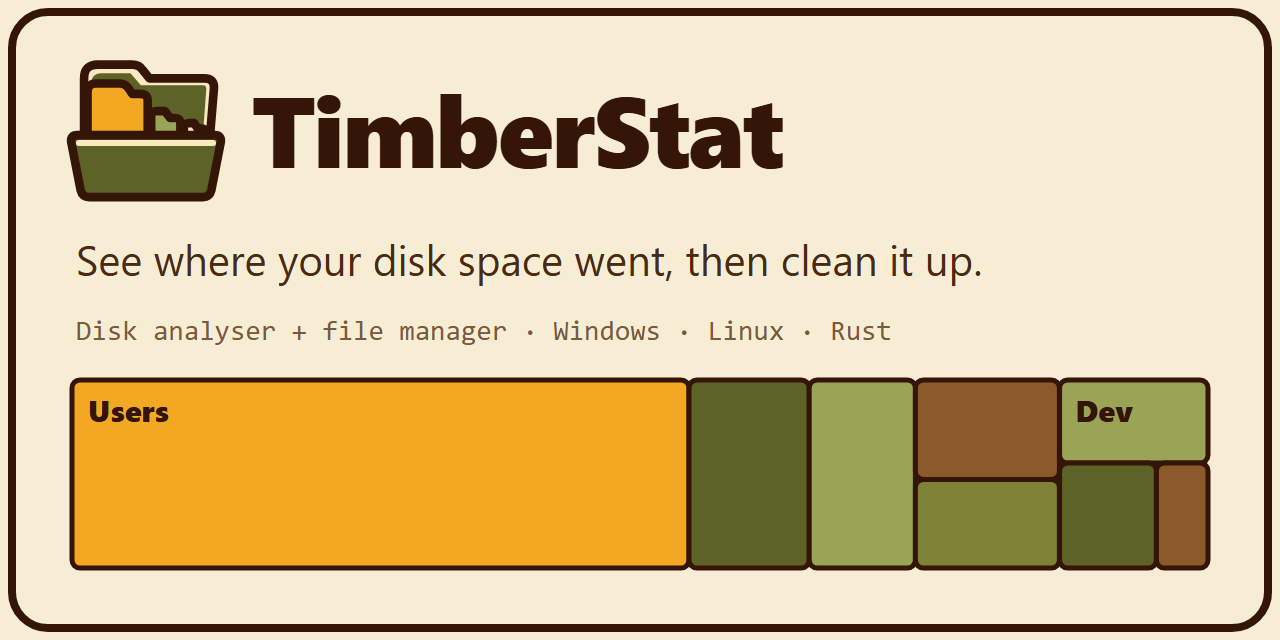 TimberStat
See where your disk space went, then clean it up.
Disk analyser + file manager · Windows · Linux · Rust
Users
Dev